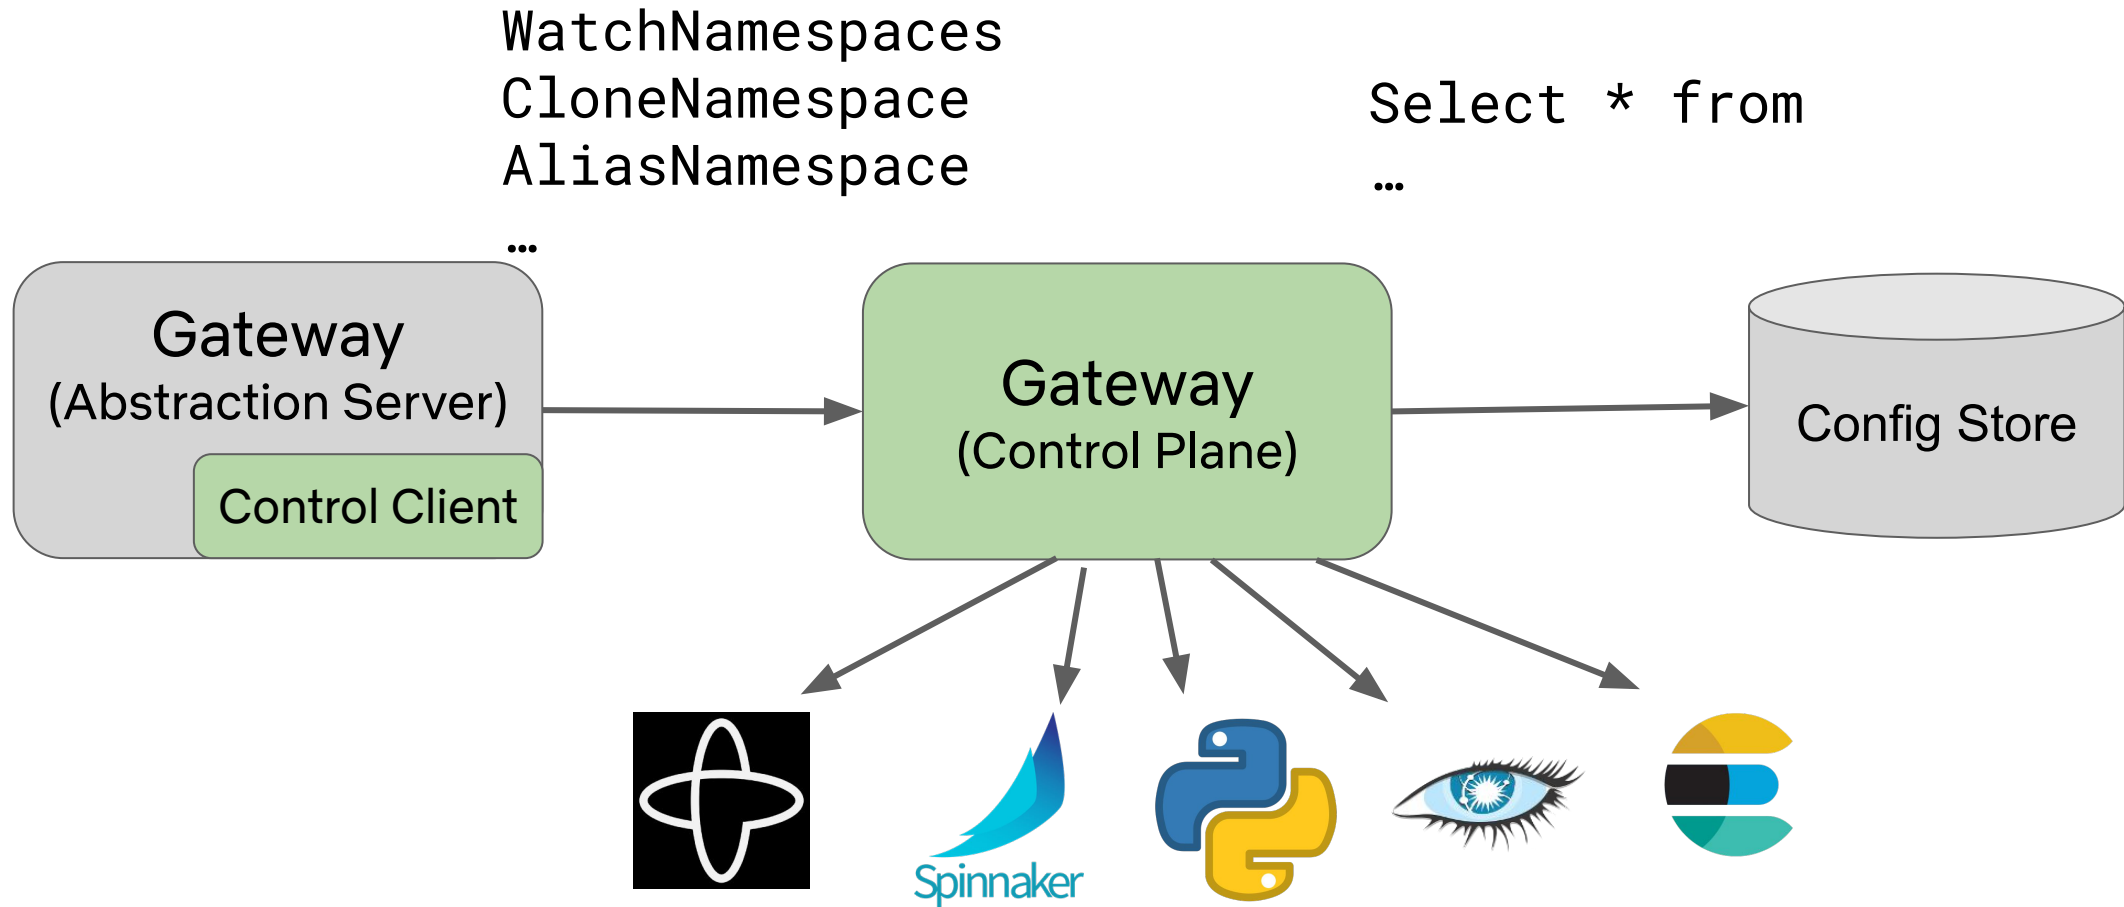 WatchNamespaces
CloneNamespace
AliasNamespace
…
Select * from
…
Gateway
(Abstraction Server)
Control Client
Gateway
(Control Plane)
Config Store
Spinnaker